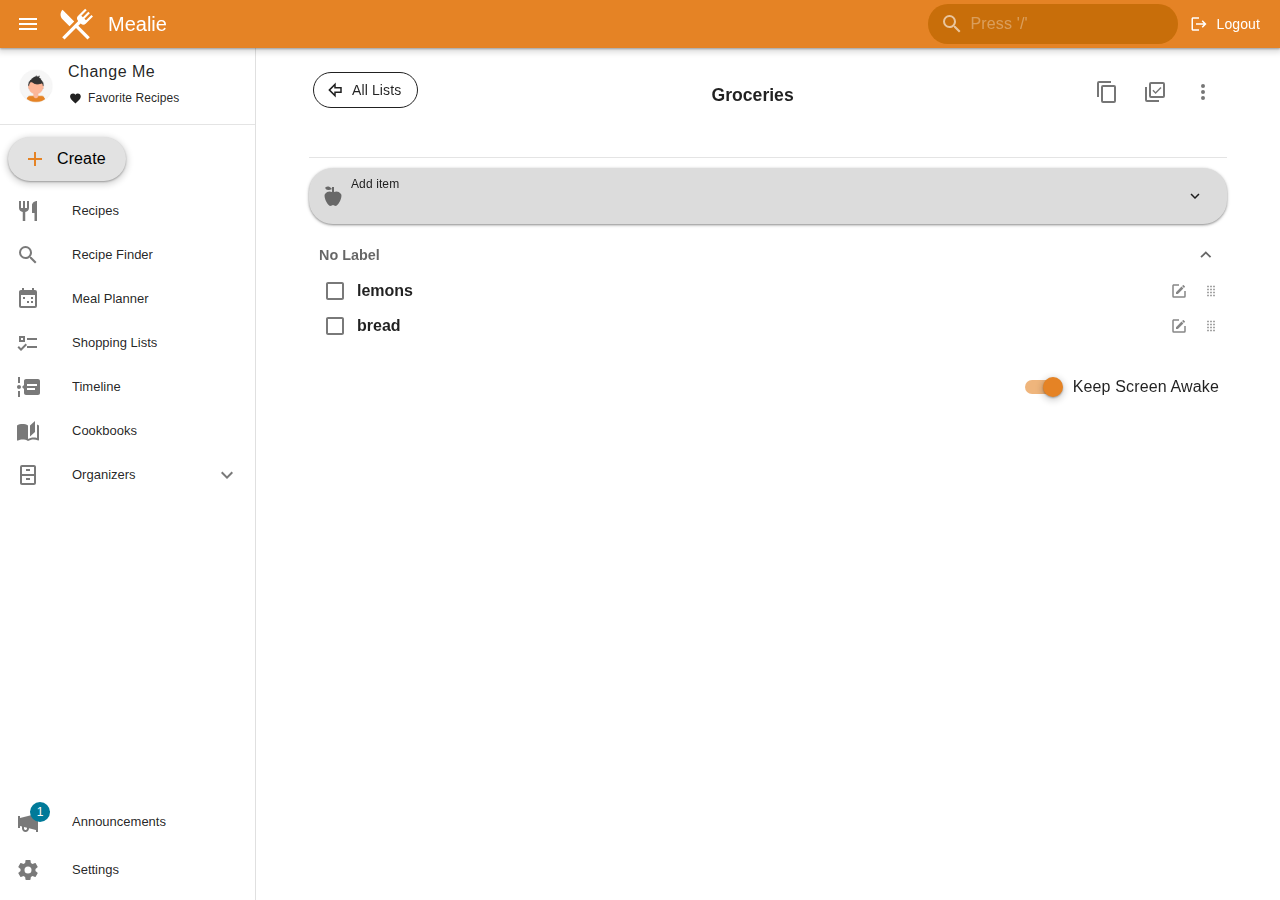 Mealie
Press '/'
Logout
Change Me
Favorite Recipes
Create
Recipes
Recipe Finder
Meal Planner
Shopping Lists
Timeline
Cookbooks
Organizers
1
Announcements
Settings
All Lists
Groceries
Add item
No Label
lemons
bread
Keep Screen Awake